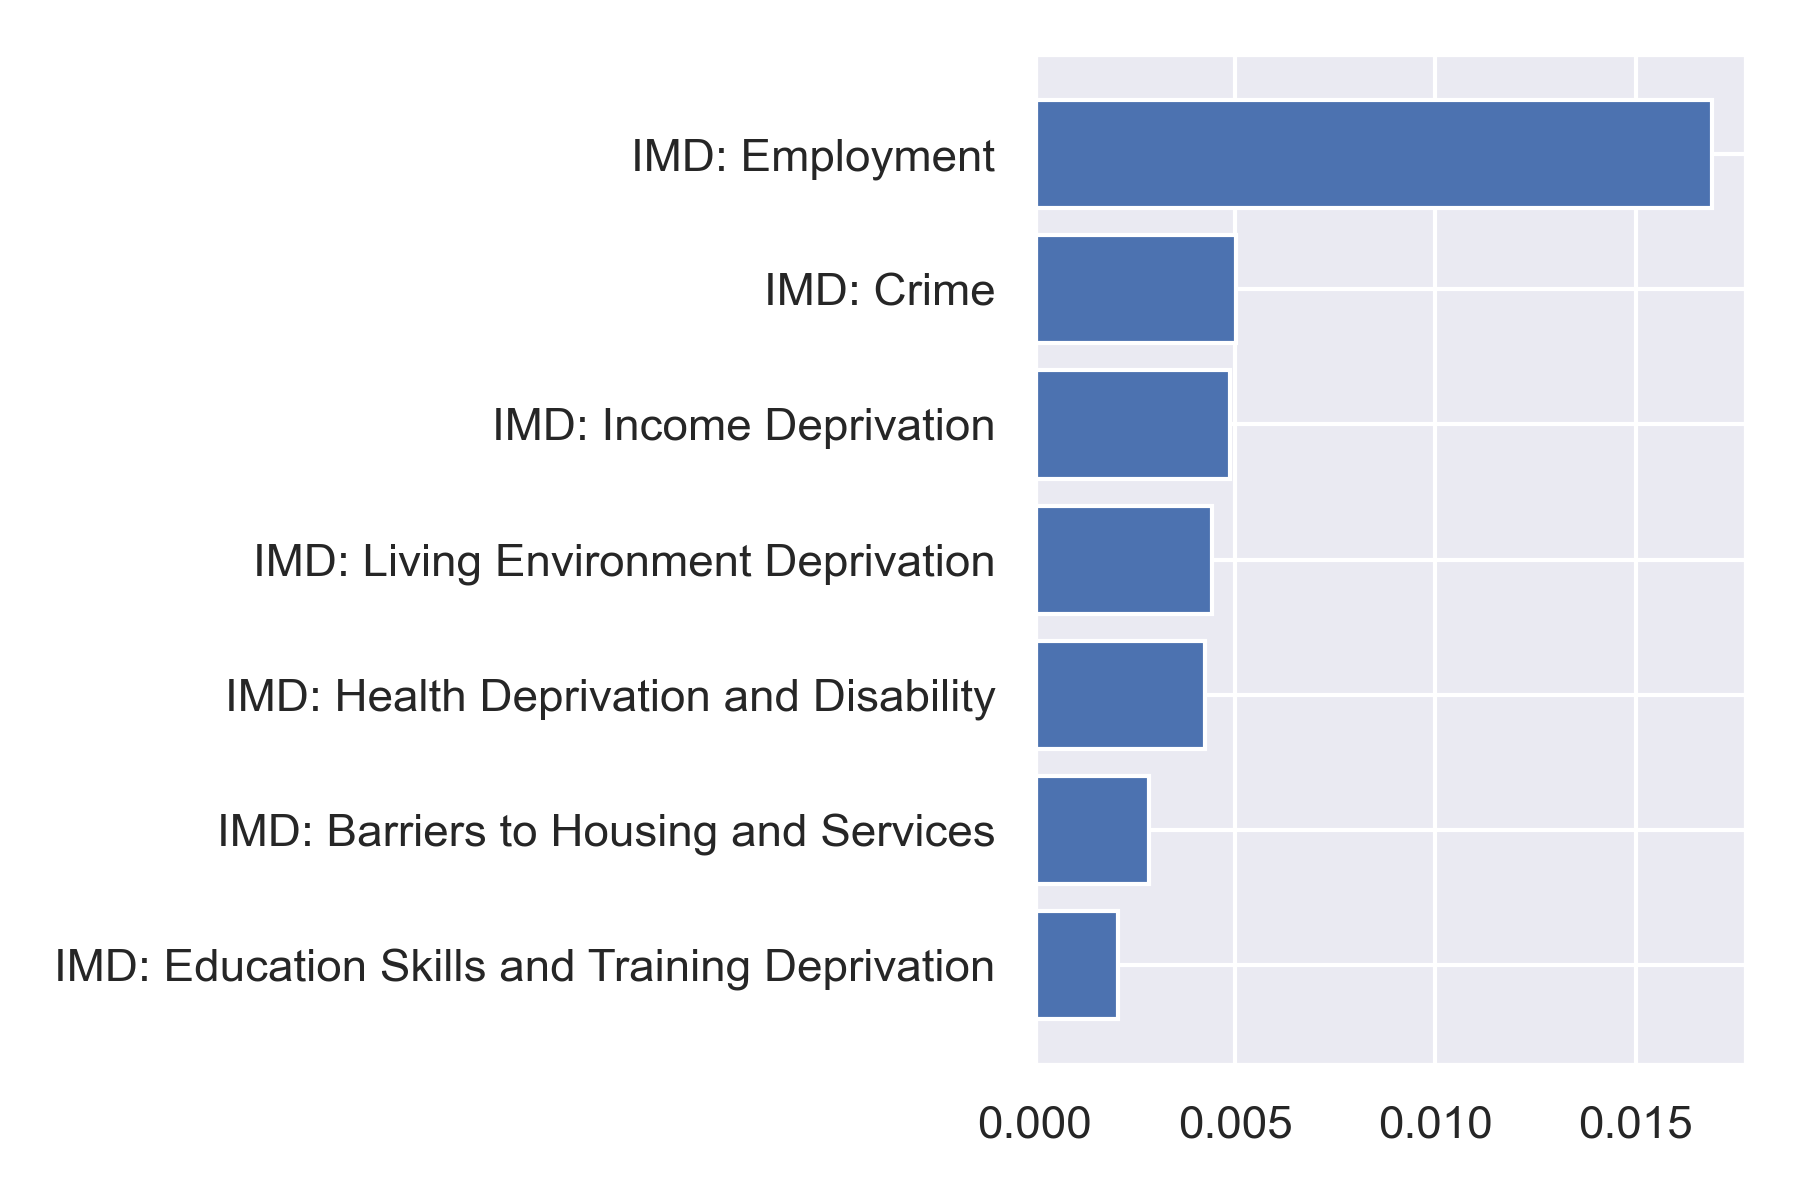 IMD: Employment
IMD: Crime
IMD: Income Deprivation
IMD: Living Environment Deprivation
IMD: Health Deprivation and Disability
IMD: Barriers to Housing and Services
IMD: Education Skills and Training Deprivation
0.000 0.005 0.010 0.015